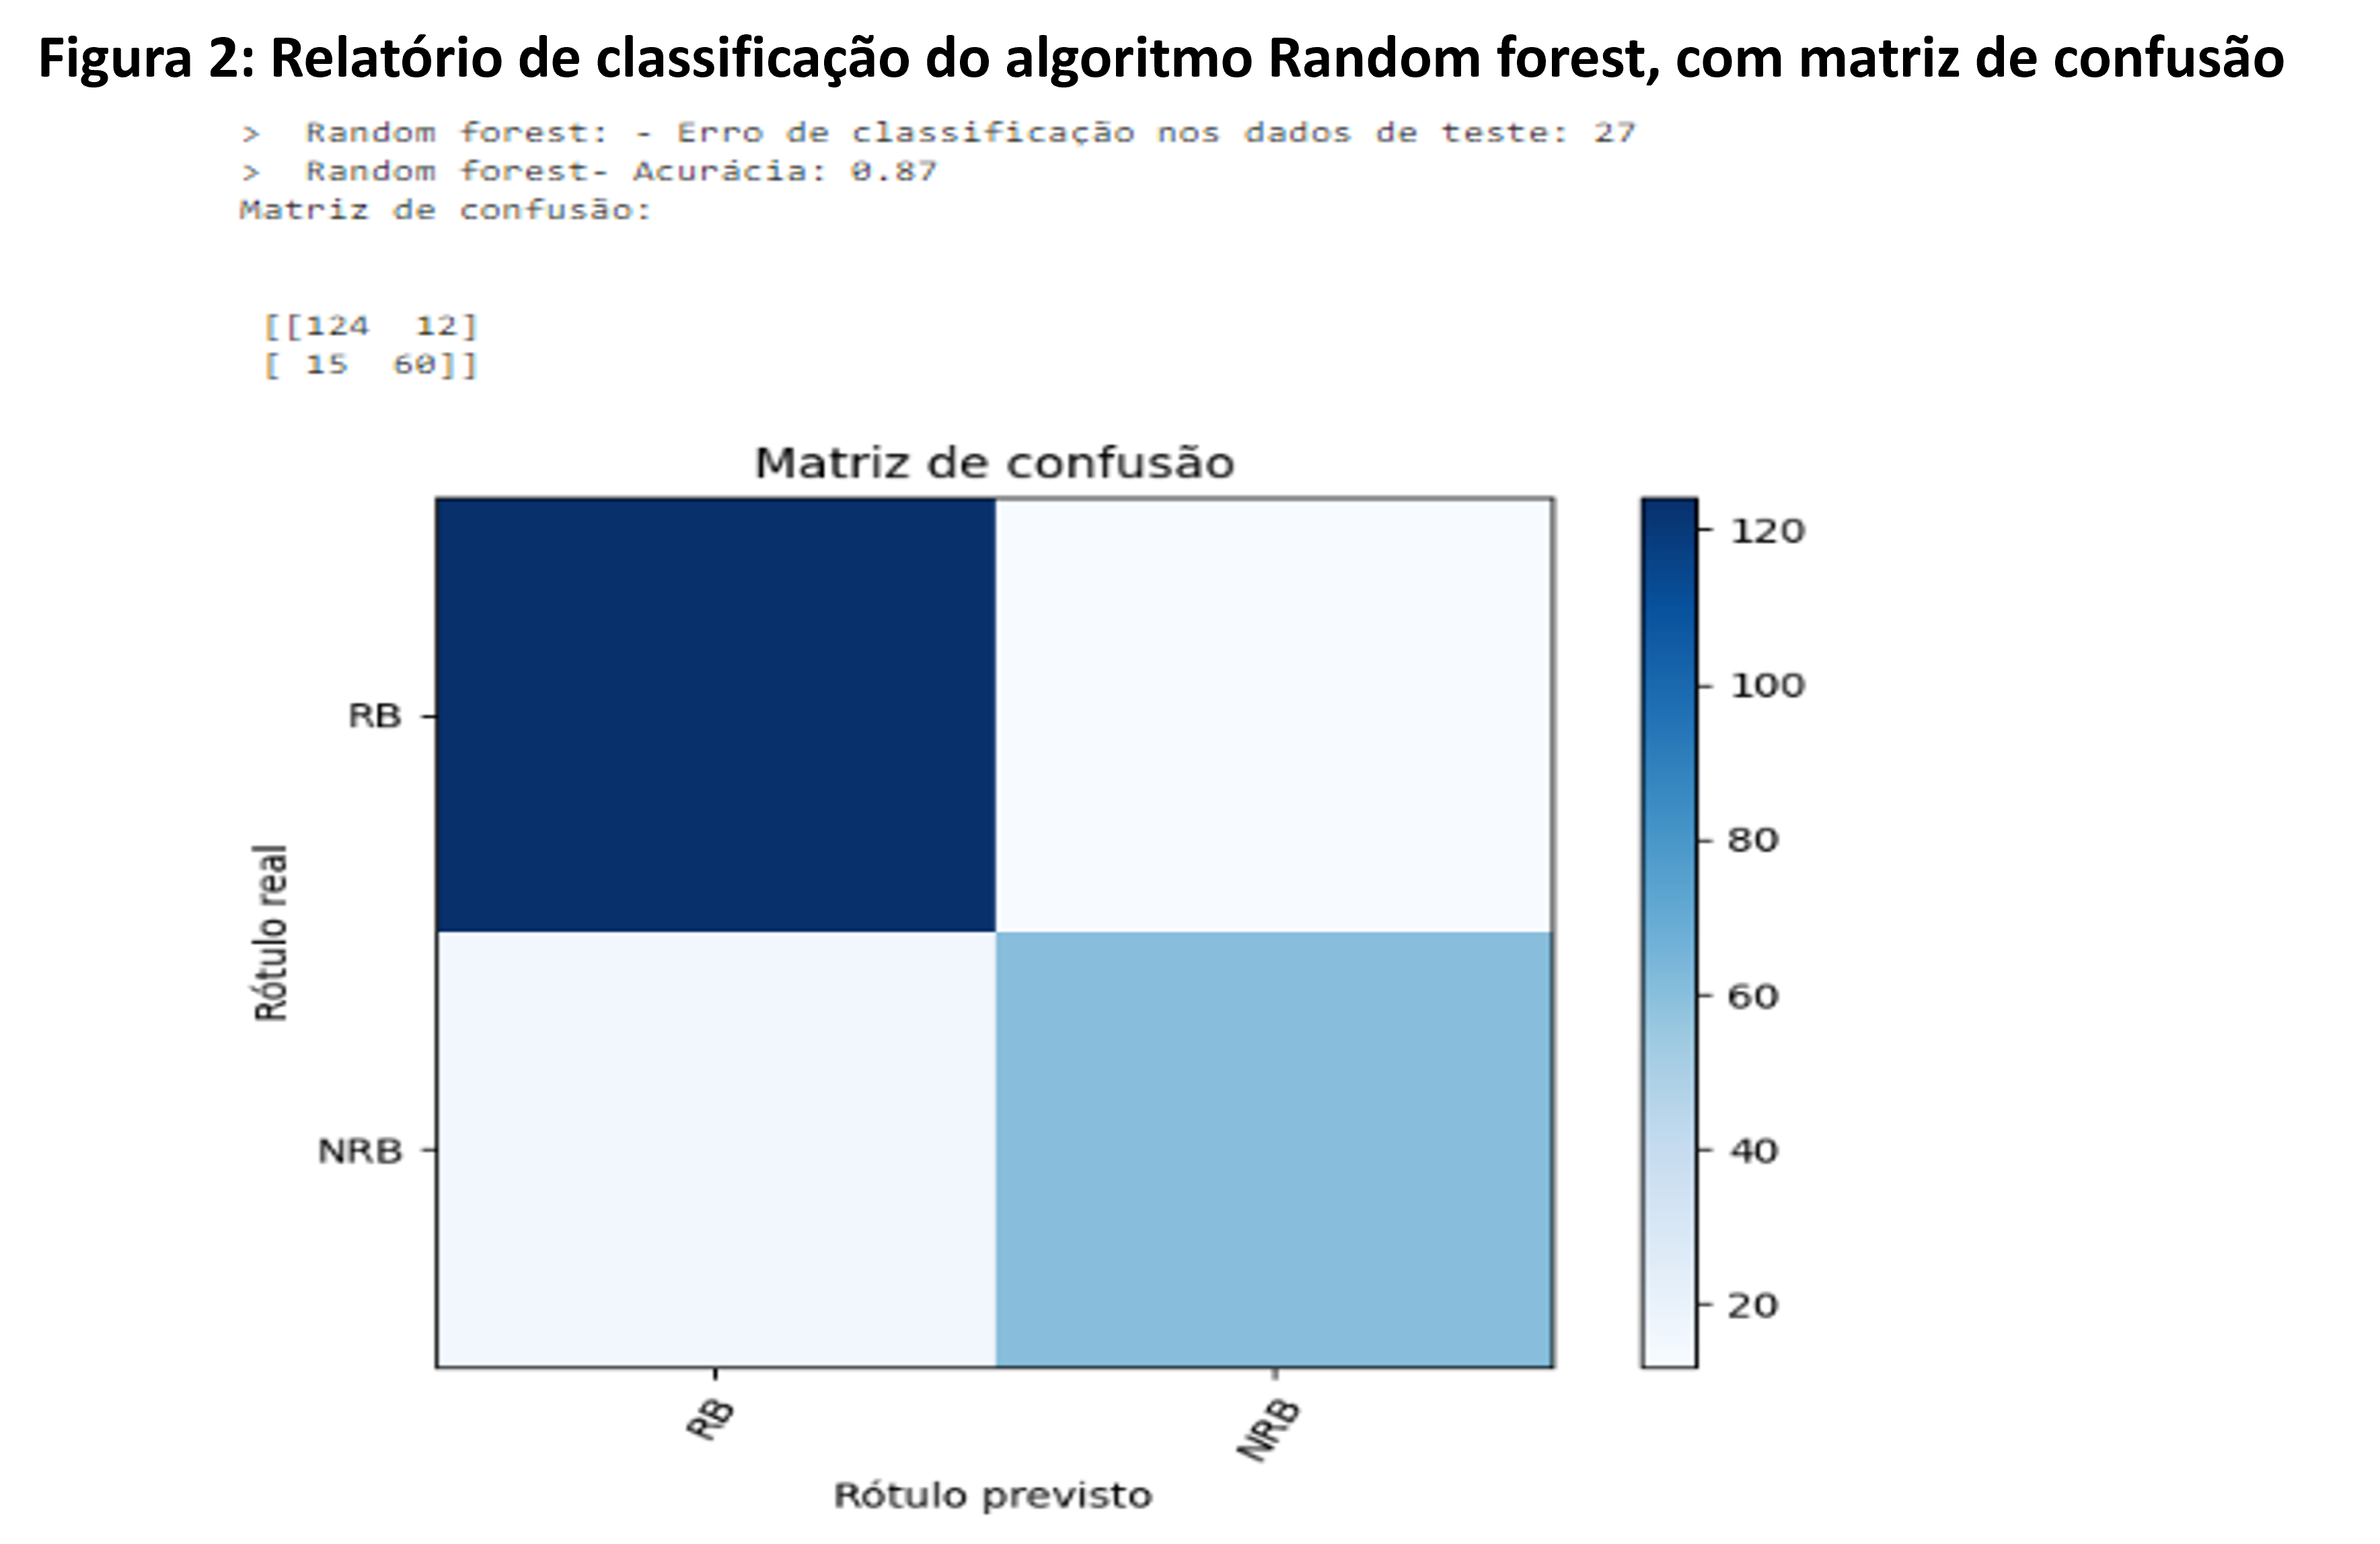 Figura 2: Relatório de classificação do algoritmo Random forest, com matriz de confusão
> Random forest: - Erro de classificação nos dados de teste: 27
> Random forest- Acurácia: 0.87
Matriz de confusão:
[[124 12]
[ 15 60]]
Matriz de confusão
RB
NRB
Rótulo real
RB
NRB
Rótulo previsto
120
100
80
60
40
20